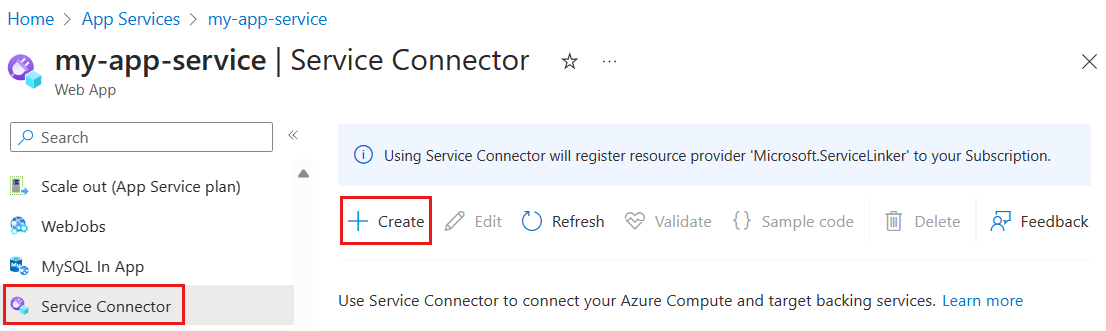 Home > App Services > my-app-service
my-app-service | Service Connector ☆ ...
Web App
Search «
Using Service Connector will register resource provider 'Microsoft.ServiceLinker' to your Subscription.
Scale out (App Service plan)
WebJobs
MySQL In App
Service Connector
+ Create Edit Refresh Validate {} Sample code Delete Feedback
Use Service Connector to connect your Azure Compute and target backing services. Learn more